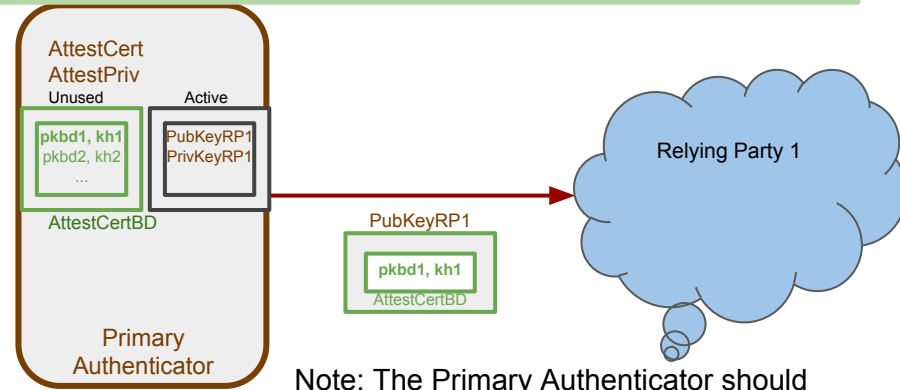 AttestCert
AttestPriv
Unused
Active
pkbd1, kh1
pkbd2, kh2
...
PubKeyRP1
PrivKeyRP1
AttestCertBD
Primary
Authenticator
PubKeyRP1
pkbd1, kh1
AttestCertBD
Relying Party 1
Note: The Primary Authenticator should